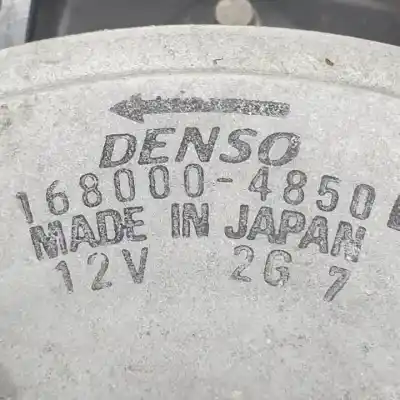 DENSO
168000-4850
MADE IN JAPAN
12V 2G 7